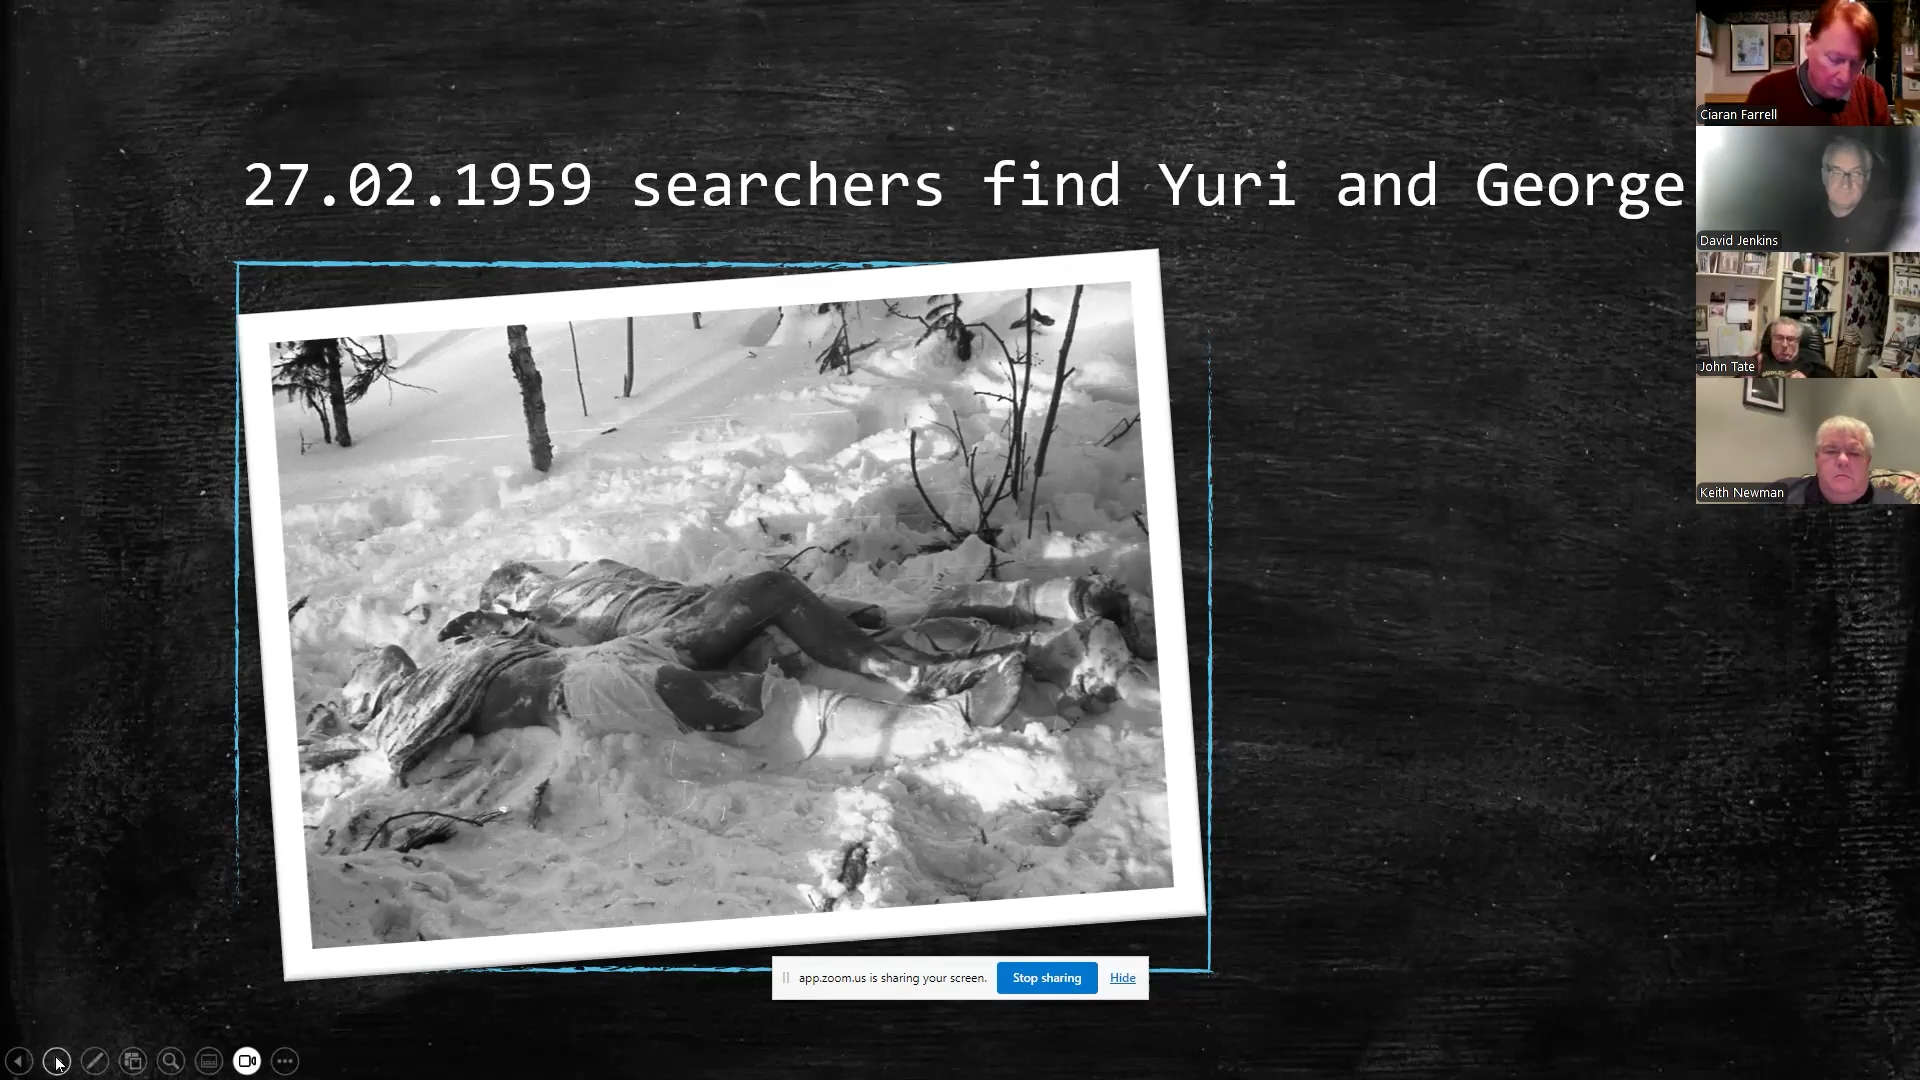 27.02.1959 searchers find Yuri and George
Ciaran Farrell
David Jenkins
John Tate
Keith Newman
app.zoom.us is sharing your screen. Stop sharing Hide